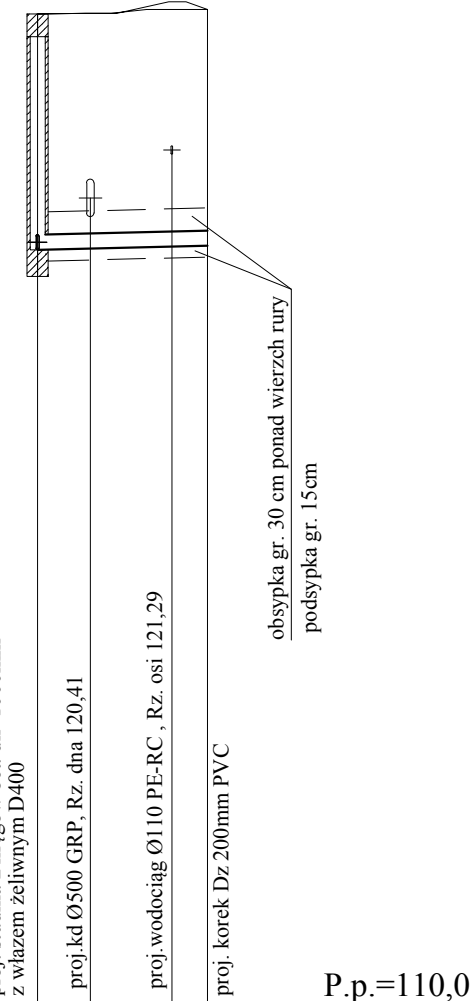 z włazem żeliwnym D400
proj.kd Ø500 GRP, Rz. dna 120,41
proj.wodociąg Ø110 PE-RC , Rz. osi 121,29
proj. korek Dz 200mm PVC
obsypka gr. 30 cm ponad wierzch rury
podsypka gr. 15cm
P.p.=110,0